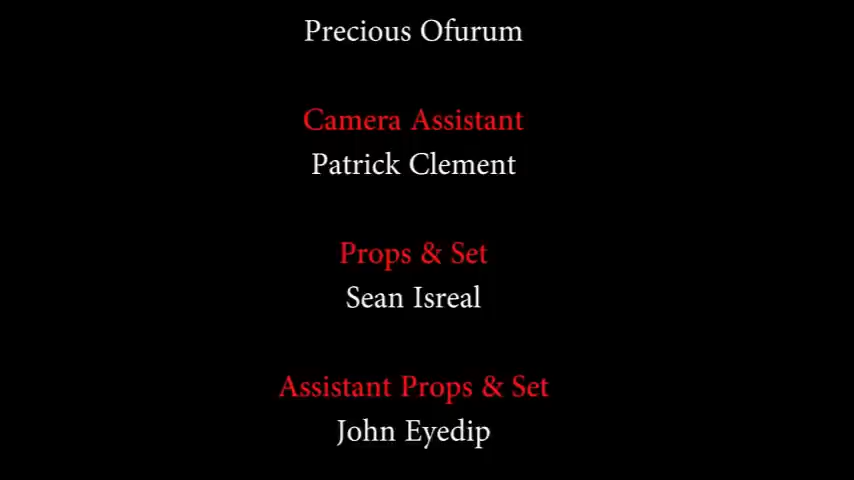 Precious Ofurum
Camera Assistant
Patrick Clement
Props & Set
Sean Isreal
Assistant Props & Set
John Eyedip